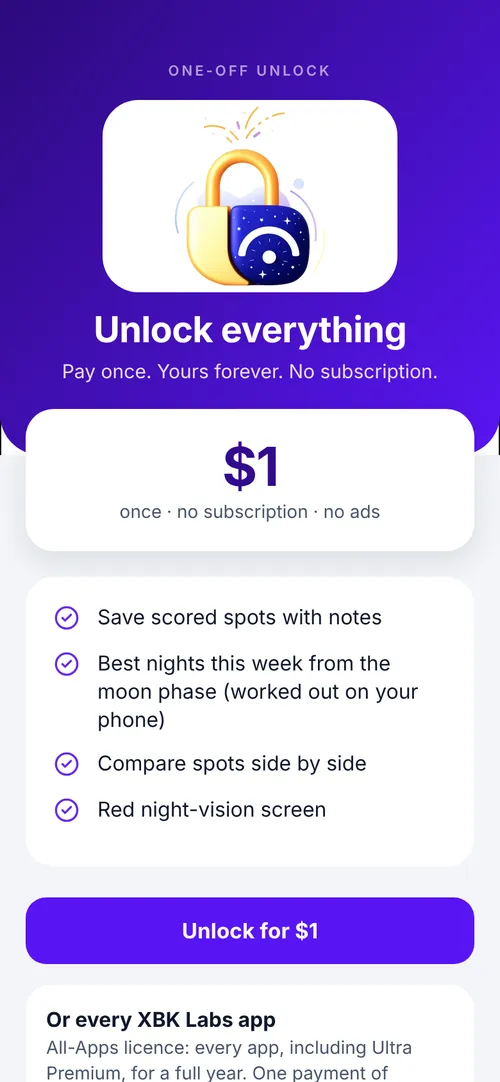 ONE-OFF UNLOCK
Unlock everything
Pay once. Yours forever. No subscription.
$1
once · no subscription · no ads
Save scored spots with notes
Best nights this week from the
moon phase (worked out on your
phone)
Compare spots side by side
Red night-vision screen
Unlock for $1
Or every XBK Labs app
All-Apps licence: every app, including Ultra
Premium, for a full year. One payment of